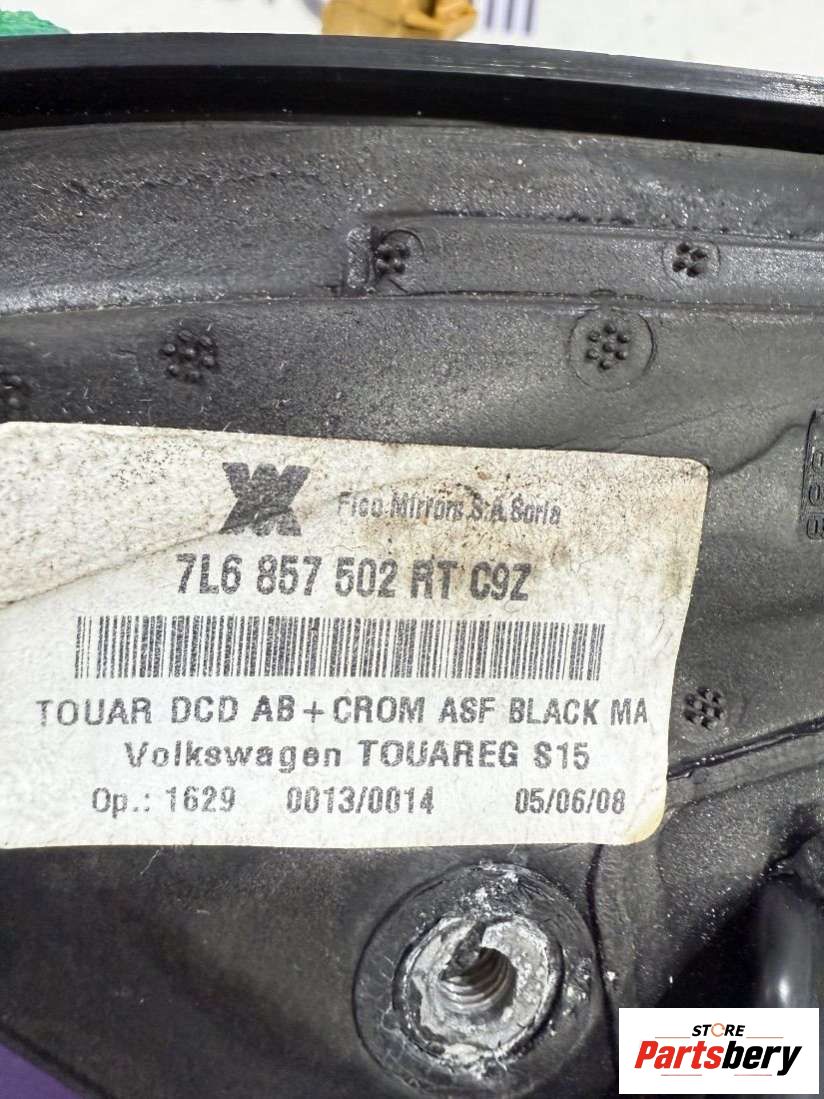 Fico Mirrors S.A. Soria
7L6 857 502 RT C9Z
TOUAR DCD AB+CROM ASF BLACK MA
Volkswagen TOUAREG S15
Op.: 1629 0013/0014 05/06/08
STORE
Partsbery